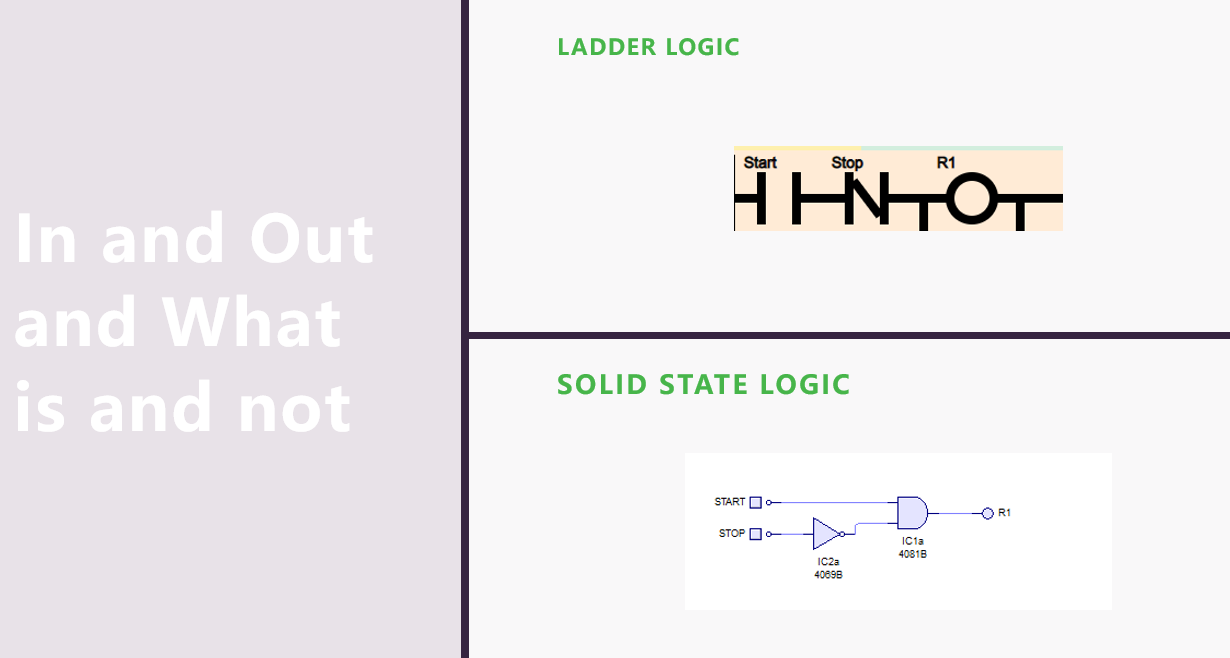 In and Out
and What
is and not
LADDER LOGIC
Start Stop R1
SOLID STATE LOGIC
START
R1
STOP
IC1a
4081B
IC2a
4069B